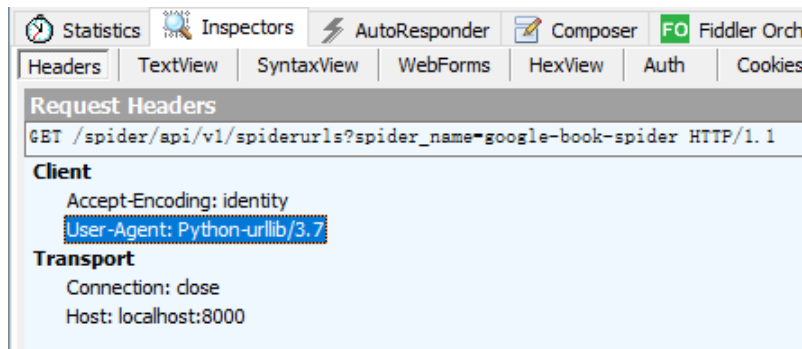 Statistics Inspectors AutoResponder Composer FO Fiddler Orch
Headers TextView SyntaxView WebForms HexView Auth Cookies
Request Headers
GET /spider/api/v1/spiderurls?spider_name=google-book-spider HTTP/1.1
Client
Accept-Encoding: identity
User-Agent: Python-urllib/3.7
Transport
Connection: close
Host: localhost:8000